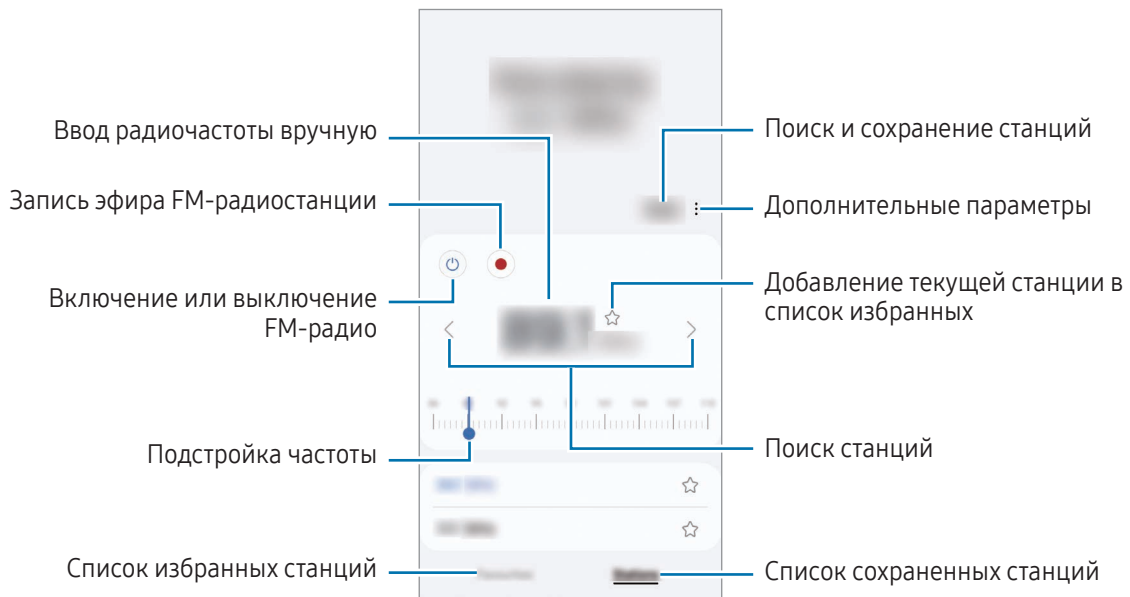 Ввод радиочастоты вручную
Запись эфира FM-радиостанции
Включение или выключение
FM-радио
Подстройка частоты
Список избранных станций
Поиск и сохранение станций
Дополнительные параметры
Добавление текущей станции в
список избранных
Поиск станций
Список сохраненных станций